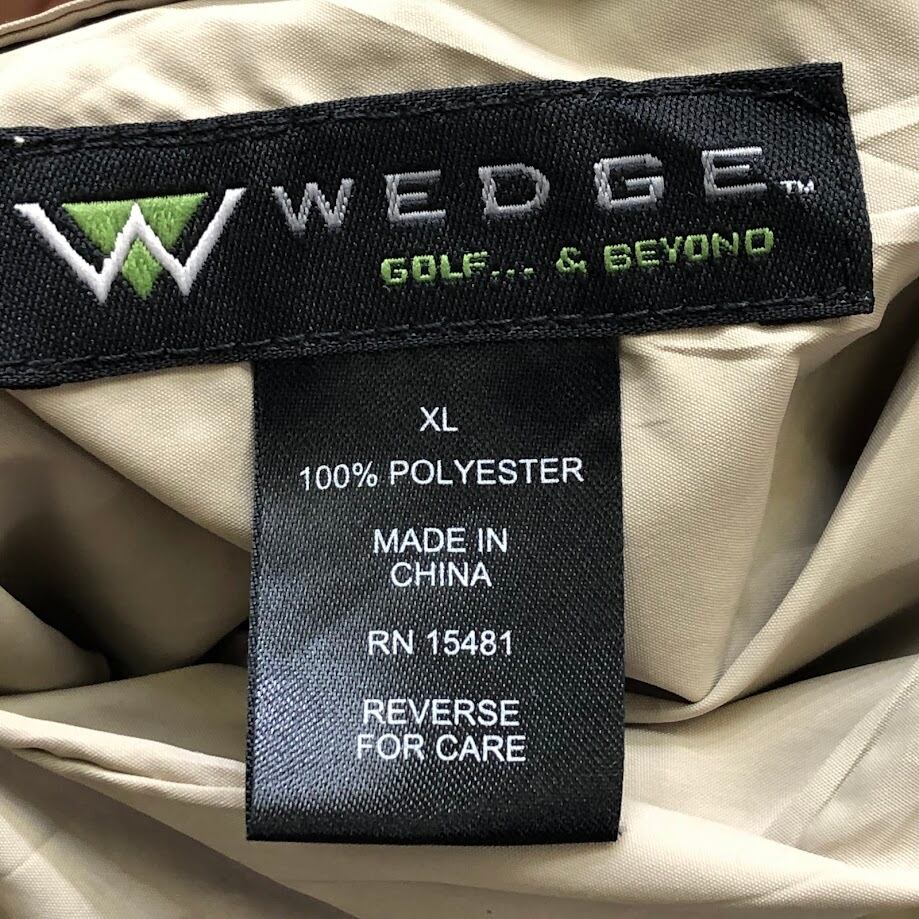 WEDGE™
GOLF... & BEYOND
XL
100% POLYESTER
MADE IN
CHINA
RN 15481
REVERSE
FOR CARE